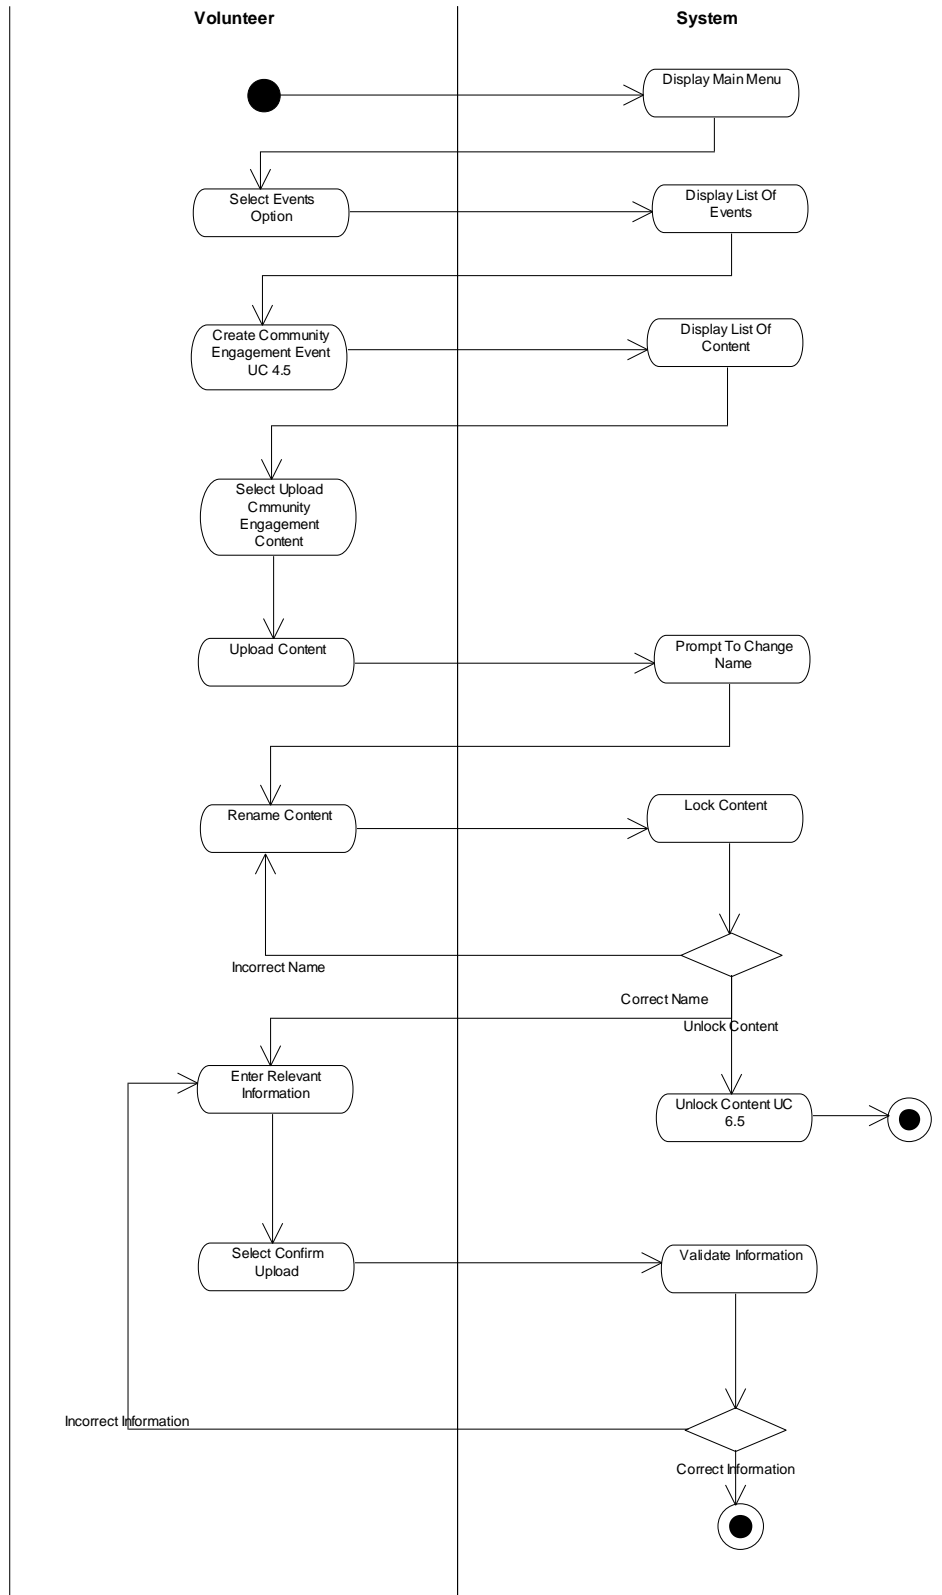 Volunteer
System
Display Main Menu
Select Events
Option
Display List Of
Events
Create Community
Engagement Event
UC 4.5
Display List Of
Content
Select Upload
Cmmunity
Engagement
Content
Upload Content
Prompt To Change
Name
Rename Content
Lock Content
Incorrect Name
Correct Name
Unlock Content
Enter Relevant
Information
Unlock Content UC
6.5
Select Confirm
Upload
Validate Information
Incorrect Information
Correct Information